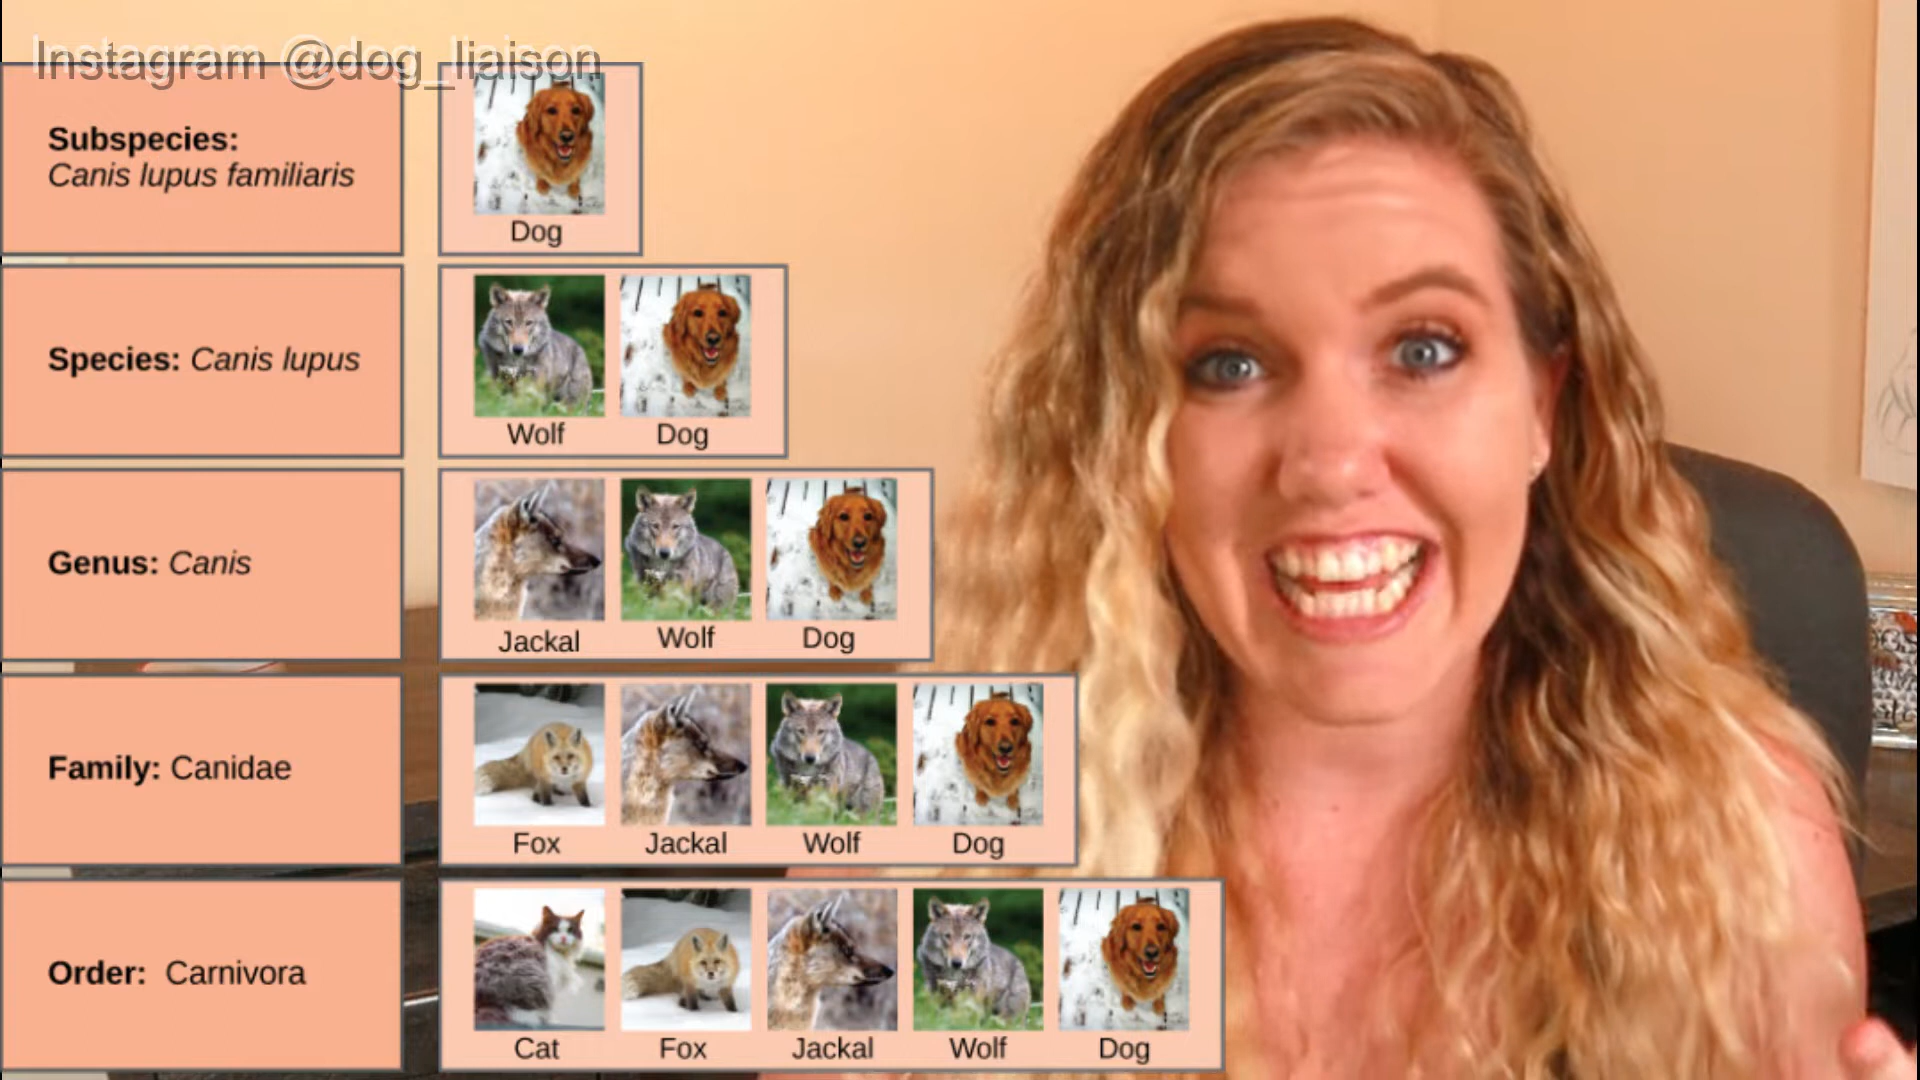 Instagram @dog_liaison
Subspecies:
Canis lupus familiaris
Dog
Species: Canis lupus
Wolf Dog
Genus: Canis
Jackal Wolf Dog
Family: Canidae
Fox Jackal Wolf Dog
Order: Carnivora
Cat Fox Jackal Wolf Dog